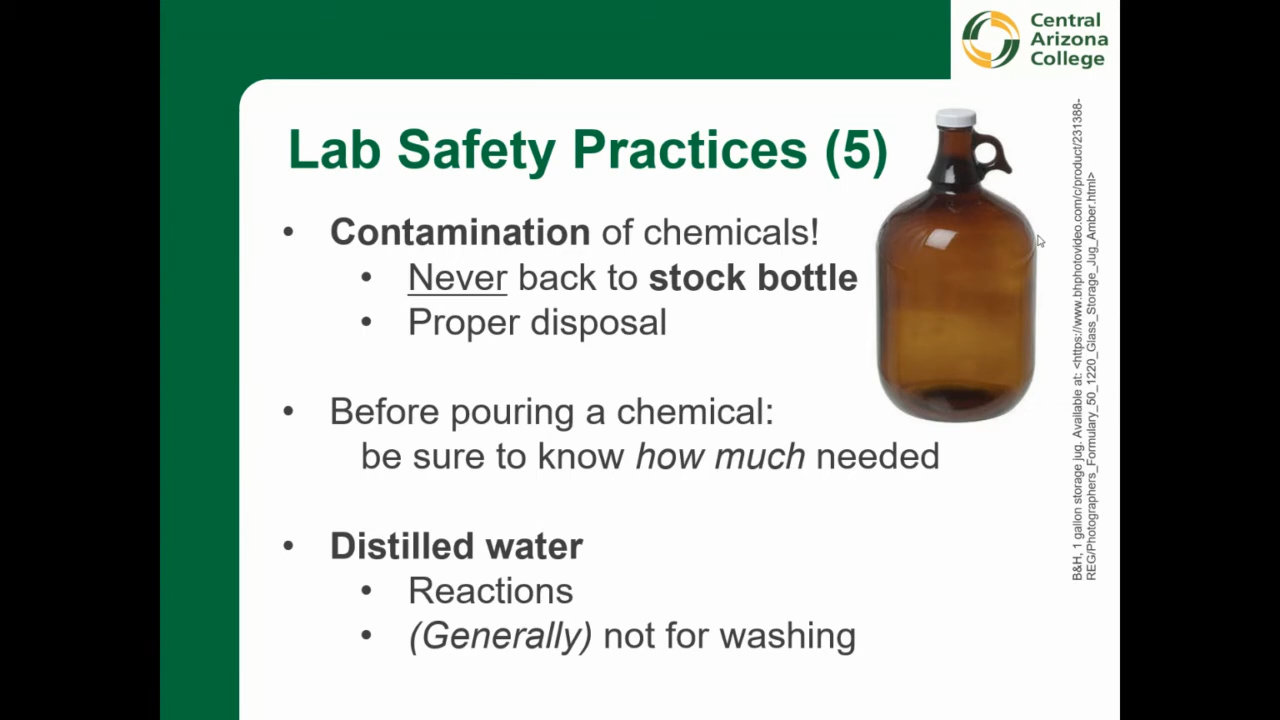 Central
Arizona
College
Lab Safety Practices (5)
• Contamination of chemicals!
• Never back to stock bottle
• Proper disposal
• Before pouring a chemical:
be sure to know how much needed
• Distilled water
• Reactions
• (Generally) not for washing
B&H, 1 gallon storage jug. Available at: <https://www.bhphotovideo.com/c/product/231388-
REG/Photographers_Formulary_50_1220_Glass_Storage_Jug_Amber.html>